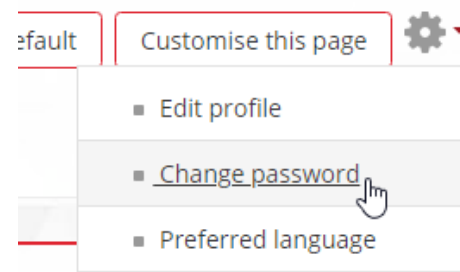 efault Customise this page
Edit profile
Change password
Preferred language